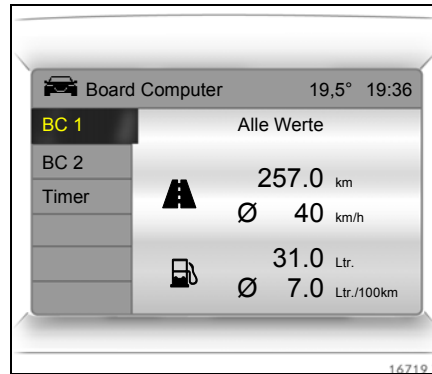 Board Computer 19,5° 19:36
BC 1
Alle Werte
BC 2
Timer
257.0 km
Ø 40 km/h
31.0 Ltr.
Ø 7.0 Ltr./100km
16719